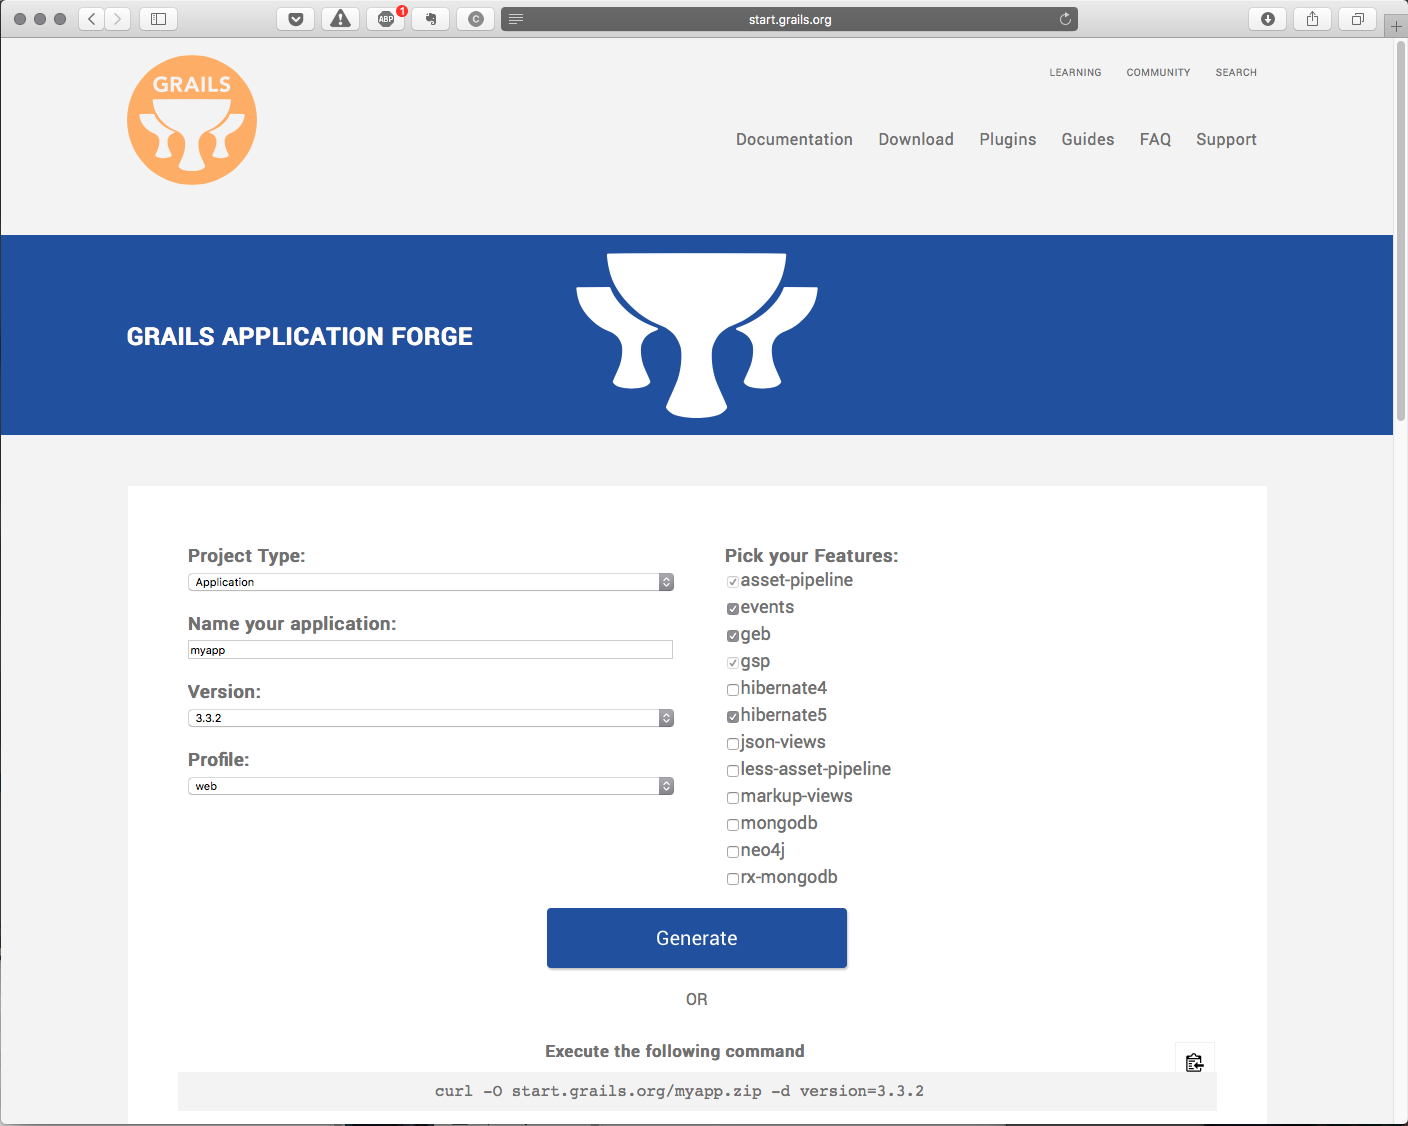 ABP
1
C
start.grails.org
GRAILS
LEARNING COMMUNITY SEARCH
Documentation Download Plugins Guides FAQ Support
GRAILS APPLICATION FORGE
Project Type:
Application
Name your application:
myapp
Version:
3.3.2
Profile:
web
Pick your Features:
asset-pipeline
events
geb
gsp
hibernate4
hibernate5
json-views
less-asset-pipeline
markup-views
mongodb
neo4j
rx-mongodb
Generate
OR
Execute the following command
curl -O start.grails.org/myapp.zip -d version=3.3.2